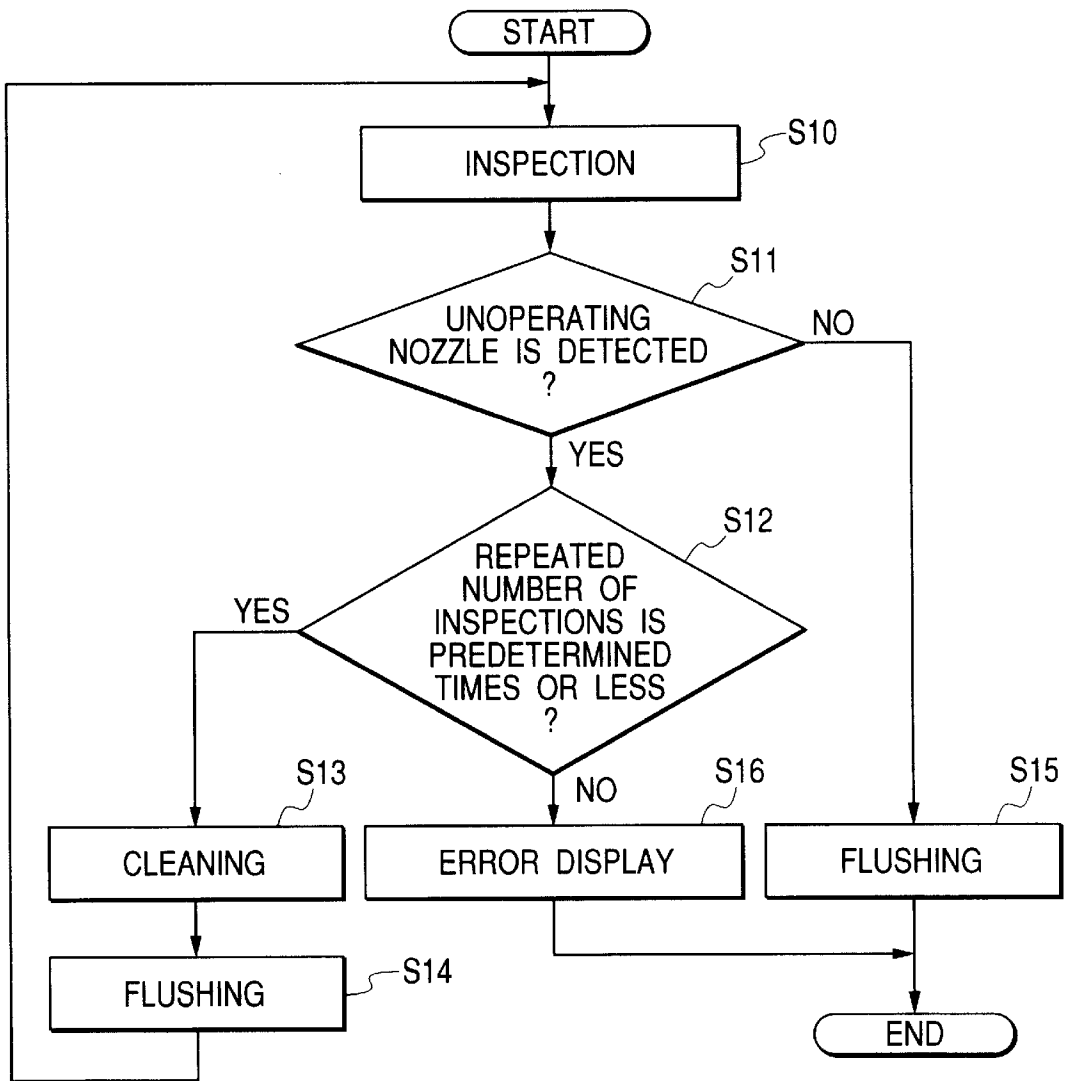 START
INSPECTION
S10
UNOPERATING
NOZZLE IS DETECTED
?
S11
NO
YES
REPEATED
NUMBER OF
INSPECTIONS IS
PREDETERMINED
TIMES OR LESS
?
S12
YES
NO
S13
CLEANING
S16
ERROR DISPLAY
S15
FLUSHING
FLUSHING
S14
END